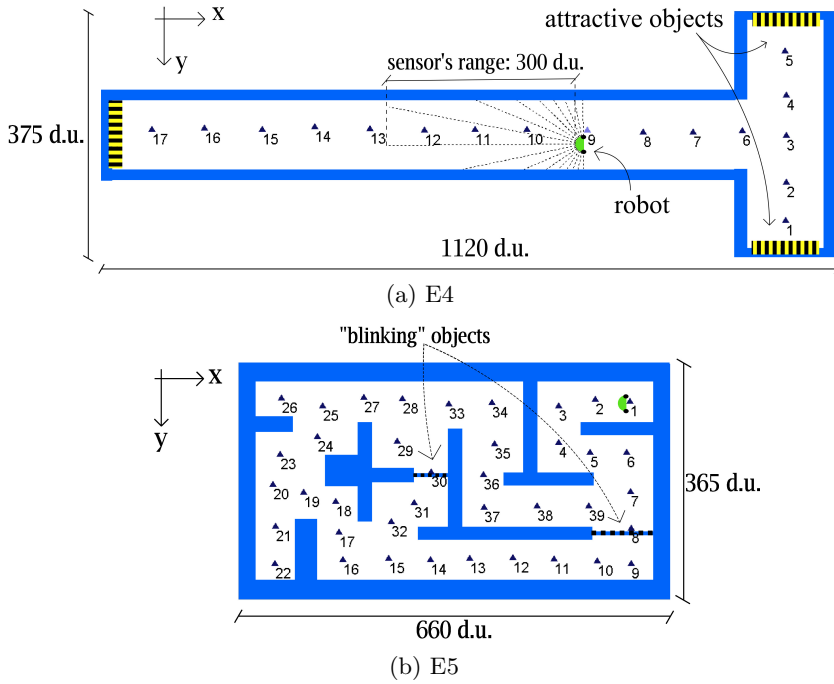 x
attractive objects
y
sensor's range: 300 d.u.
5
4
375 d.u.
17 16 15 14 13 12 11 10 9 8 7 6 3
robot
2
1
1120 d.u.
(a) E4
"blinking" objects
x
y
26 25 27 28 33 34 3 2 1
24 29 35 4 5 6
23 30 36
365 d.u.
20 19 18 31 37 38 39 7
21 17 32 8
22 16 15 14 13 12 11 10 9
660 d.u.
(b) E5